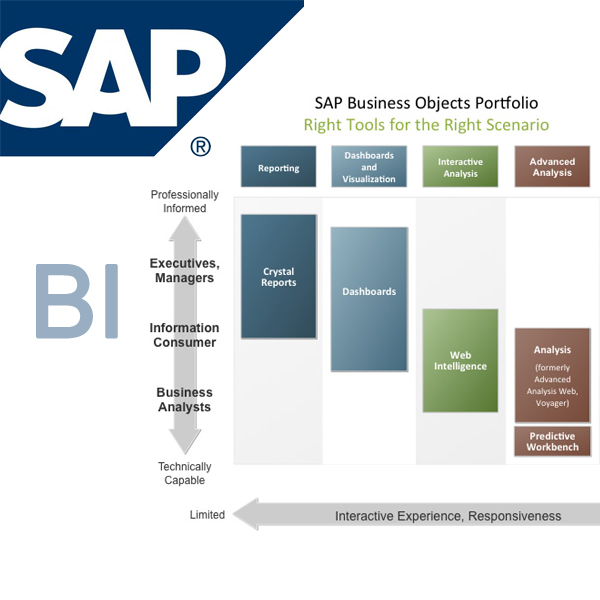 SAP
®
SAP Business Objects Portfolio
Right Tools for the Right Scenario
Reporting
Dashboards
and
Visualization
Interactive
Analysis
Advanced
Analysis
Professionally
Informed
Executives,
Managers
Information
Consumer
Business
Analysts
Technically
Capable
BI
Crystal
Reports
Dashboards
Web
Intelligence
Analysis
(formerly
Advanced
Analysis Web,
Voyager)
Predictive
Workbench
Limited
Interactive Experience, Responsiveness